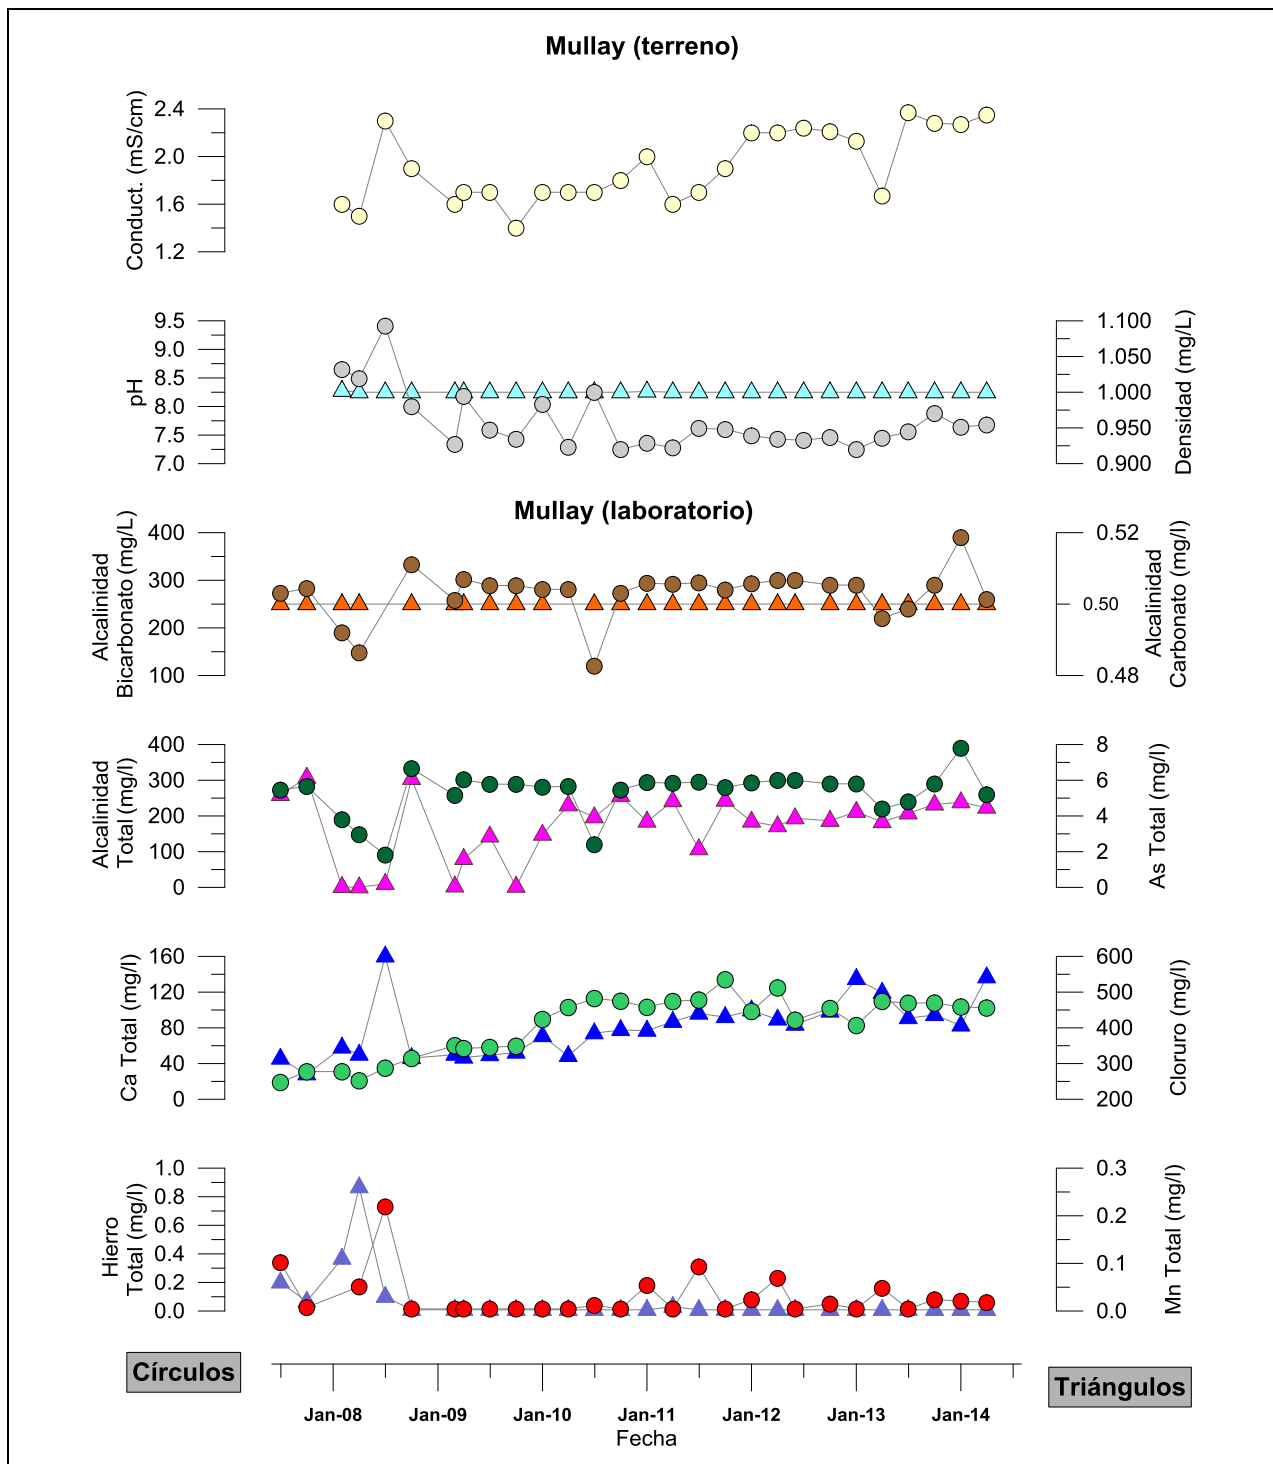 Mullay (terreno)
Conduct. (mS/cm)
2.4
2.0
1.6
1.2
pH
9.5
9.0
8.5
8.0
7.5
7.0
1.100
1.050
1.000
0.950
0.900
Densidad (mg/L)
Mullay (laboratorio)
Alcalinidad
Bicarbonato (mg/L)
400
300
200
100
0.52
0.50
0.48
Alcalinidad
Carbonato (mg/l)
Alcalinidad
Total (mg/l)
400
300
200
100
0
8
6
4
2
0
As Total (mg/l)
Ca Total (mg/l)
160
120
80
40
0
600
500
400
300
200
Cloruro (mg/l)
Hierro
Total (mg/l)
1.0
0.8
0.6
0.4
0.2
0.0
0.3
0.2
0.1
0.0
Mn Total (mg/l)
Círculos
Triángulos
Jan-08 Jan-09 Jan-10 Jan-11 Jan-12 Jan-13 Jan-14
Fecha